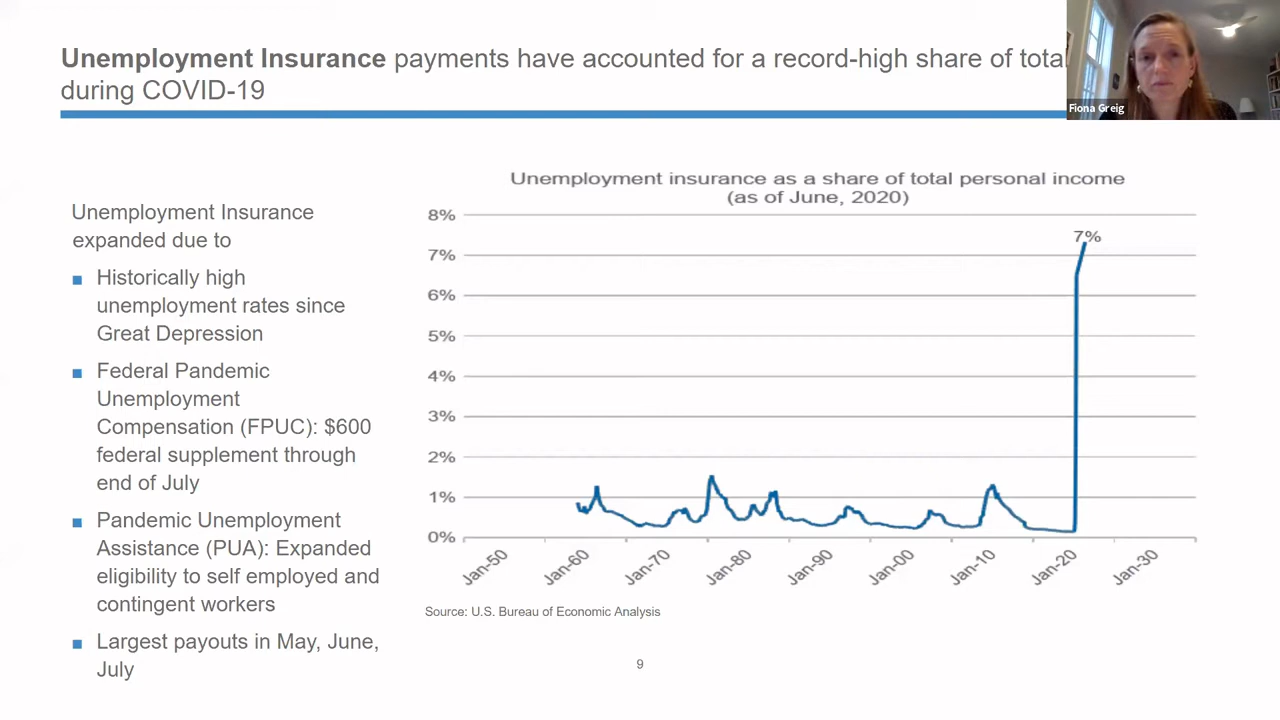 Unemployment Insurance payments have accounted for a record-high share of total
during COVID-19
Fiona Greig
Unemployment Insurance
expanded due to
Historically high
unemployment rates since
Great Depression
Federal Pandemic
Unemployment
Compensation (FPUC): $600
federal supplement through
end of July
Pandemic Unemployment
Assistance (PUA): Expanded
eligibility to self employed and
contingent workers
Largest payouts in May, June,
July
Unemployment insurance as a share of total personal income
(as of June, 2020)
8%
7%
7%
6%
5%
4%
3%
2%
1%
0%
Jan-50
Jan-60
Jan-70
Jan-80
Jan-90
Jan-00
Jan-10
Jan-20
Jan-30
Source: U.S. Bureau of Economic Analysis
9